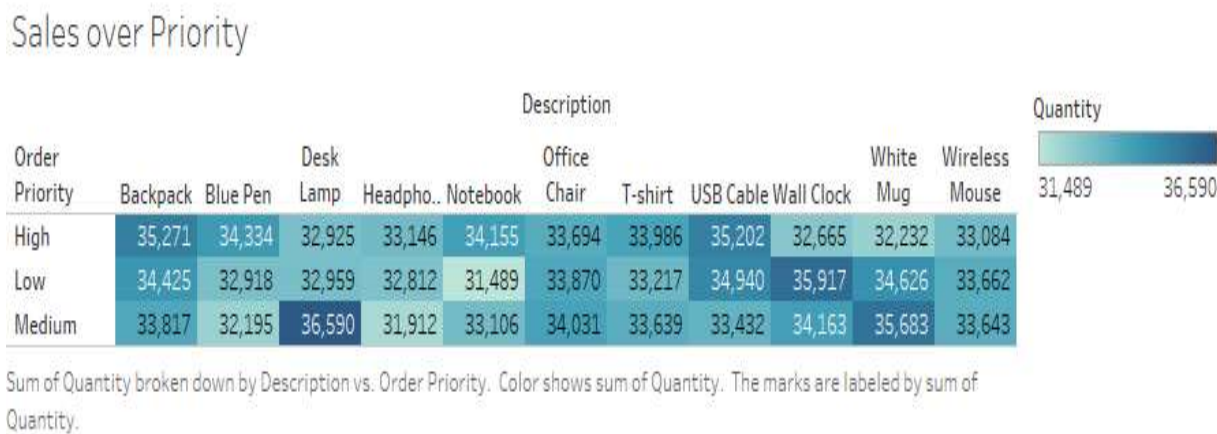 Sales over Priority
Description
Quantity
Order Priority Backpack Blue Pen Desk Lamp Headpho.. Notebook Office Chair T-shirt USB Cable Wall Clock White Mug Wireless Mouse
31,489 36,590
High 35,271 34,334 32,925 33,146 34,155 33,694 33,986 35,202 32,665 32,232 33,084
Low 34,425 32,918 32,959 32,812 31,489 33,870 33,217 34,940 35,917 34,626 33,662
Medium 33,817 32,195 36,590 31,912 33,106 34,031 33,639 33,432 34,163 35,683 33,643
Sum of Quantity broken down by Description vs. Order Priority. Color shows sum of Quantity. The marks are labeled by sum of
Quantity.